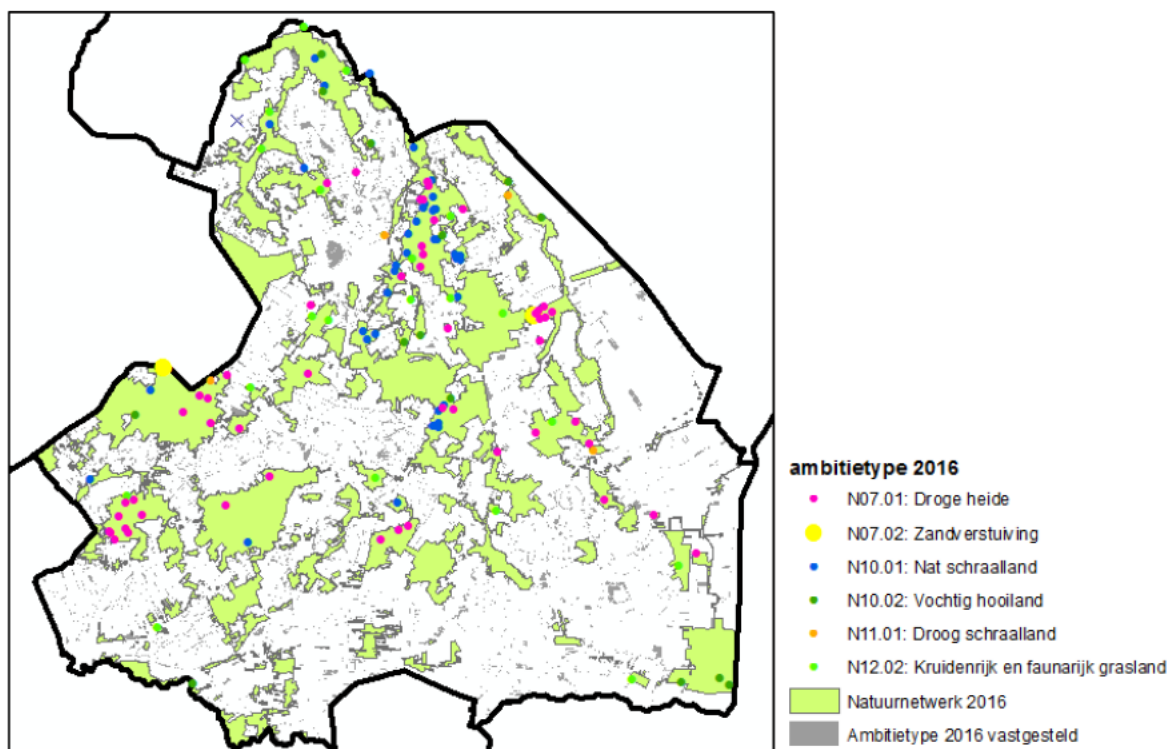 ambitietype 2016
N07.01: Droge heide
N07.02: Zandverstuiving
N10.01: Nat schraalland
N10.02: Vochtig hooiland
N11.01: Droog schraalland
N12.02: Kruidenrijk en faunarijk grasland
Natuurnetwerk 2016
Ambitietype 2016 vastgesteld